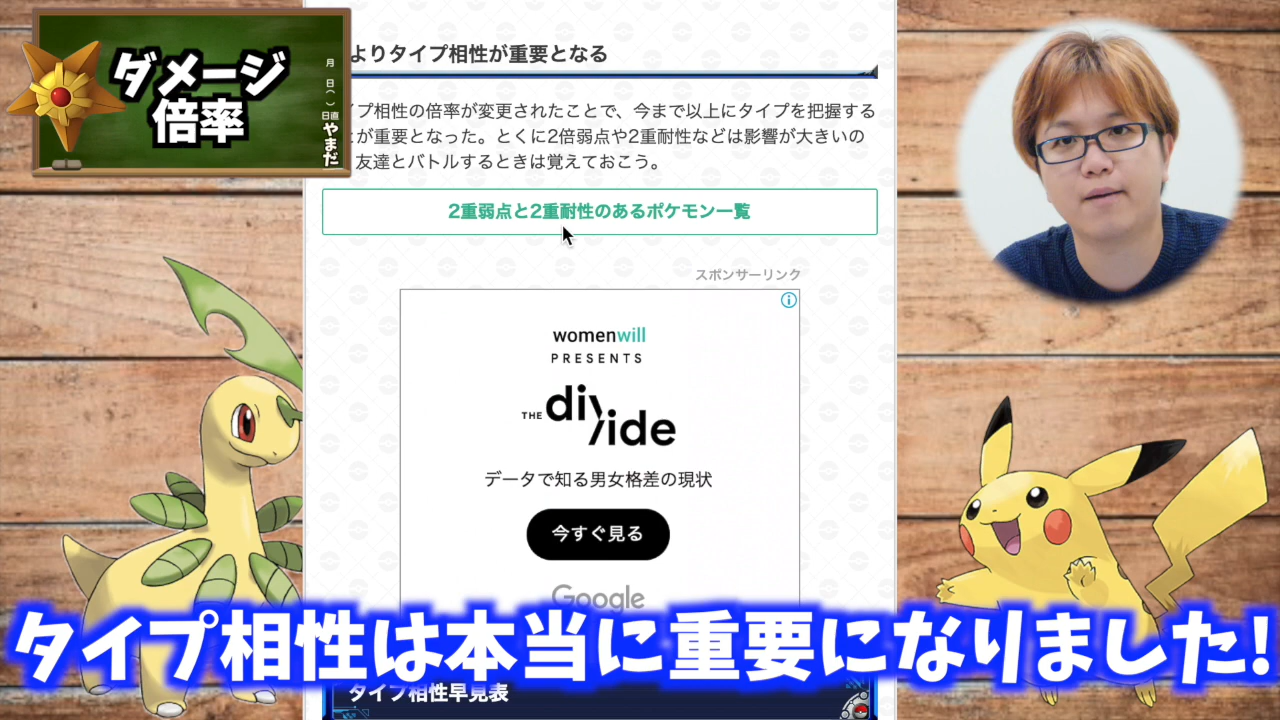 ダメージ
倍率
月
日
(
)
日直
やまだ
よりタイプ相性が重要となる
イプ相性の倍率が変更されたことで、今まで以上にタイプを把握する
が重要となった。とくに2倍弱点や2重耐性などは影響が大きいの
友達とバトルするときは覚えておこう。
2重弱点と2重耐性のあるポケモン一覧
スポンサーリンク
womenwill
PRESENTS
THE divide
データで知る男女格差の現状
今すぐ見る
Google
タイプ相性は本当に重要になりました!
タイプ相性早見表